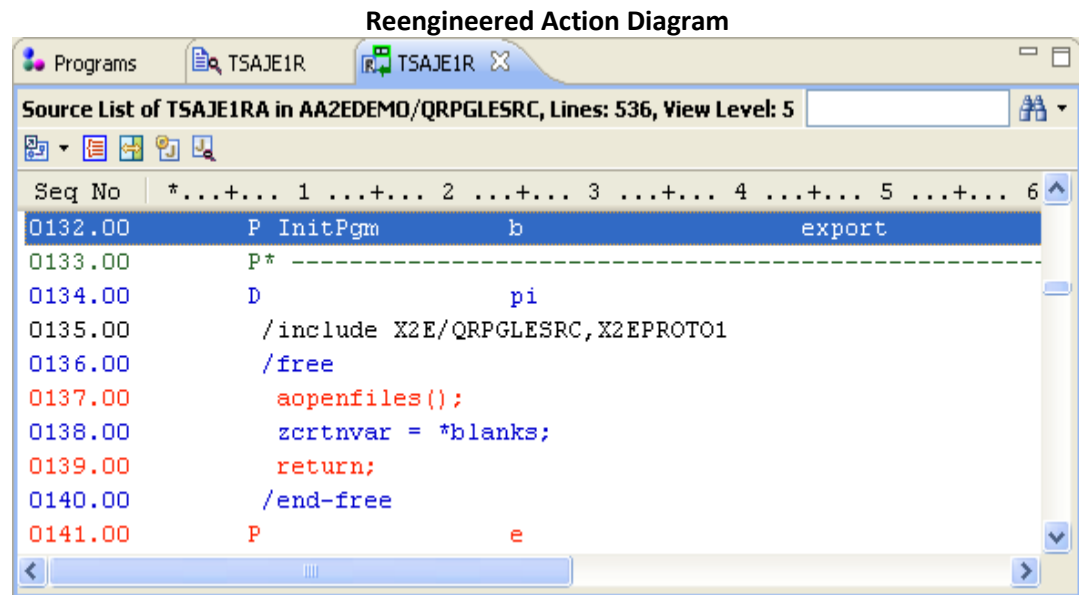 Reengineered Action Diagram
Programs TSAJE1R TSAJE1R
Source List of TSAJE1RA in AA2EDEMO/QRPGLESRC, Lines: 536, View Level: 5
Seq No *...+... 1 ...+... 2 ...+... 3 ...+... 4 ...+... 5 ...+... 6
0132.00 P InitPgm b export
0133.00 P* ----------------------------------------------------
0134.00 D pi
0135.00 /include X2E/QRPGLESRC,X2EPROTO1
0136.00 /free
0137.00 aopenfiles();
0138.00 zcrtnvar = *blanks;
0139.00 return;
0140.00 /end-free
0141.00 P e